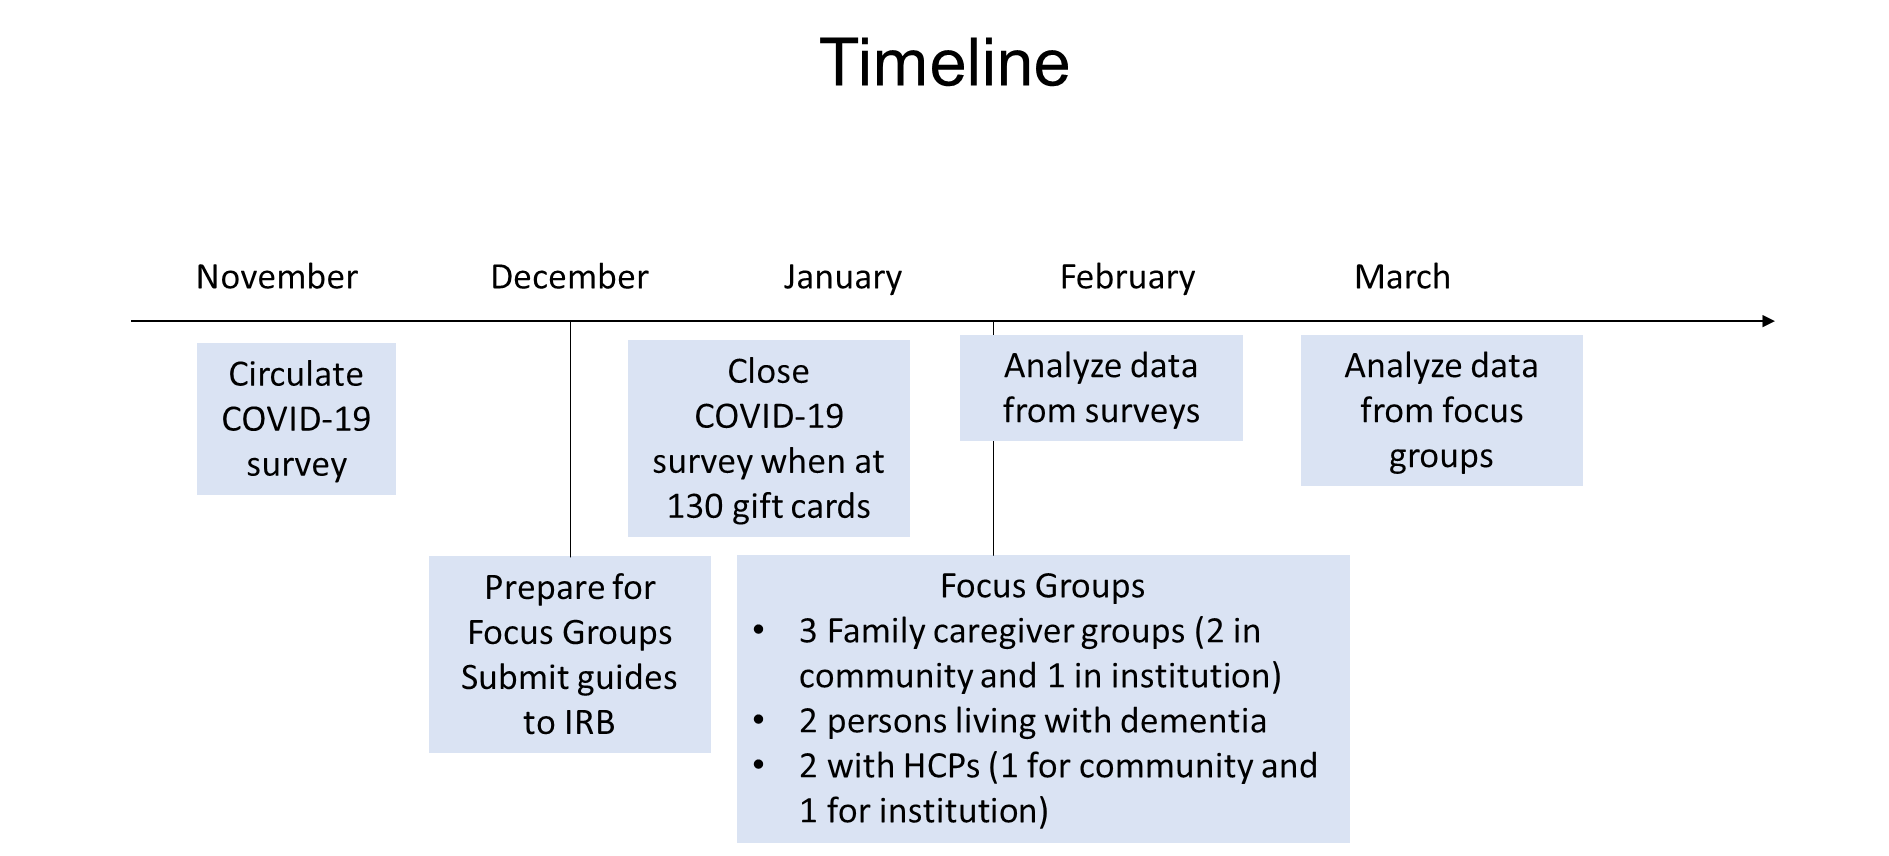 Timeline
November
December
January
February
March
Circulate
COVID-19
survey
Close
COVID-19
survey when at
130 gift cards
Analyze data
from surveys
Analyze data
from focus
groups
Prepare for
Focus Groups
Submit guides
to IRB
Focus Groups
• 3 Family caregiver groups (2 in
community and 1 in institution)
• 2 persons living with dementia
• 2 with HCPs (1 for community and
1 for institution)